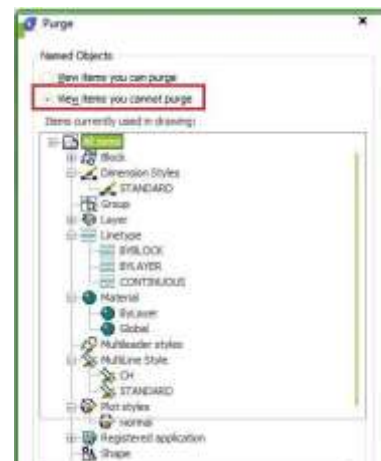 Purge
Named Objects
View items you can purge
View items you cannot purge
Items currently used in drawing:
All items
Block
Dimension Styles
STANDARD
Group
Layer
Linetype
BYBLOCK
BYLAYER
CONTINUOUS
Material
ByLayer
Global
Multileader styles
MultiLine Style
CH
STANDARD
Plot styles
normal
Registered application
Shape